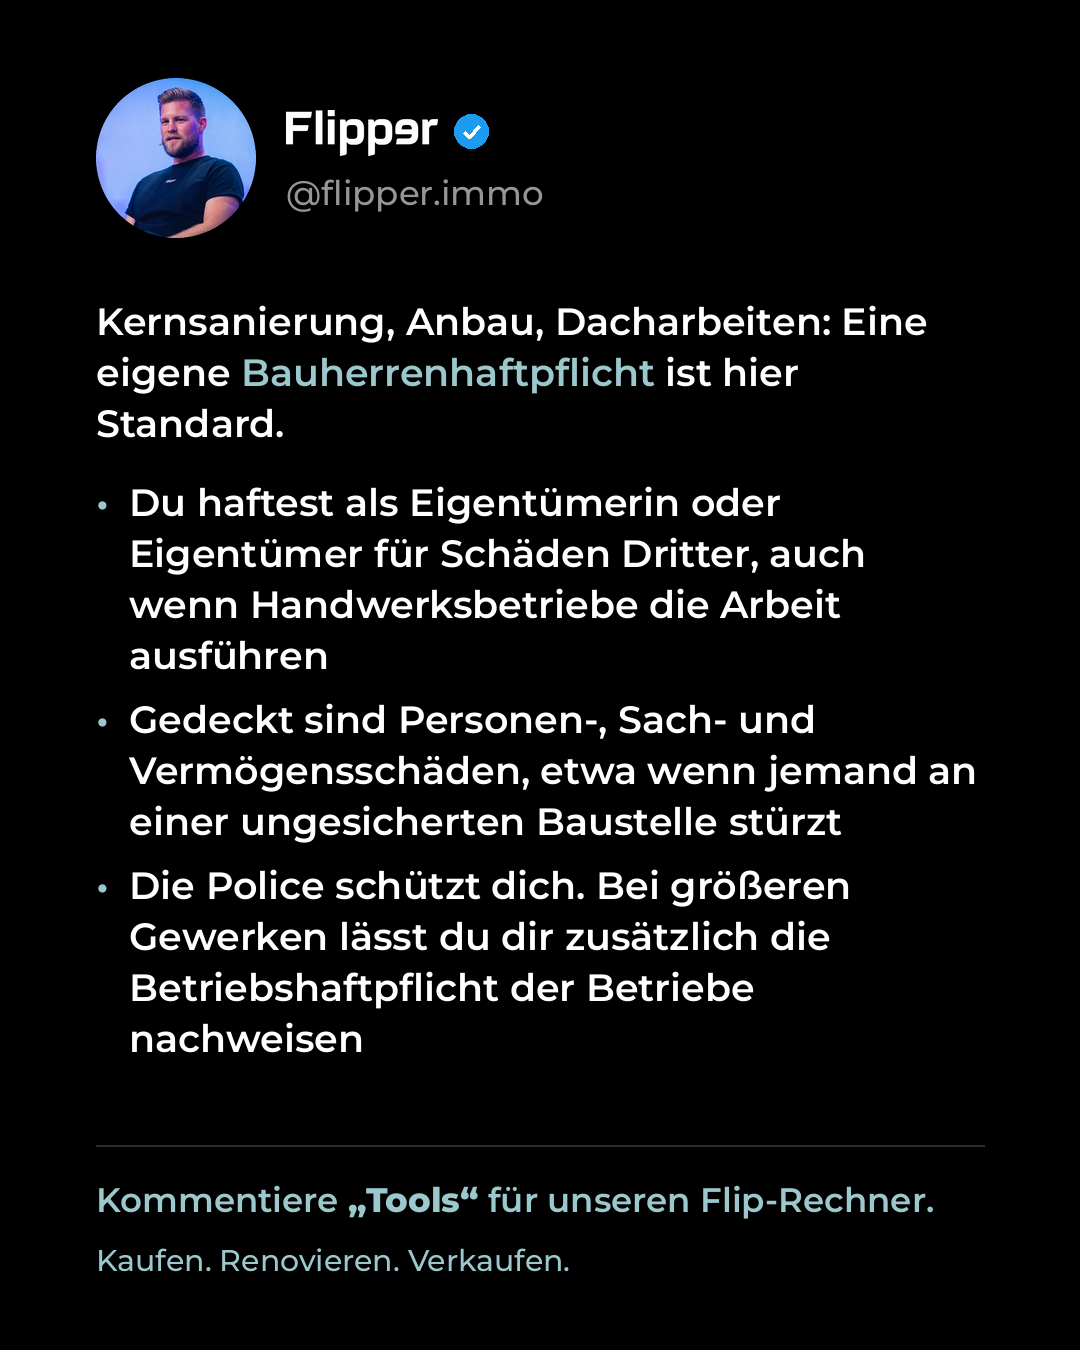 Flipper
@flipper.immo
Kernsanierung, Anbau, Dacharbeiten: Eine
eigene Bauherrenhaftpflicht ist hier
Standard.
• Du haftest als Eigentümerin oder
Eigentümer für Schäden Dritter, auch
wenn Handwerksbetriebe die Arbeit
ausführen
• Gedeckt sind Personen-, Sach- und
Vermögensschäden, etwa wenn jemand an
einer ungesicherten Baustelle stürzt
• Die Police schützt dich. Bei größeren
Gewerken lässt du dir zusätzlich die
Betriebshaftpflicht der Betriebe
nachweisen
Kommentiere „Tools“ für unseren Flip-Rechner.
Kaufen. Renovieren. Verkaufen.